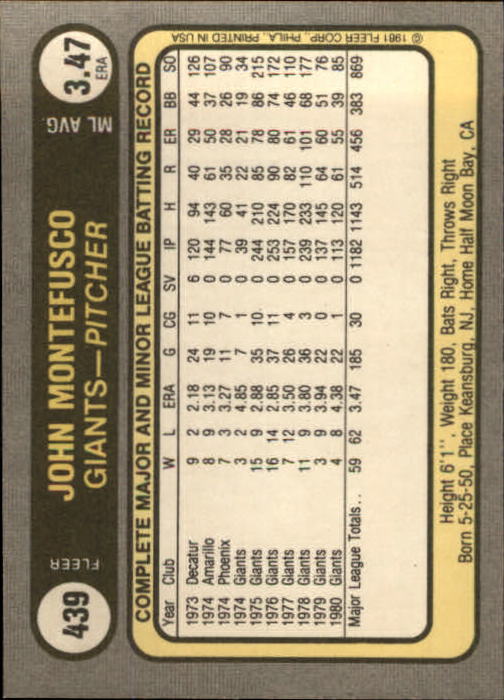 439
FLEER
JOHN MONTEFUSCO
GIANTS—PITCHER
ML AVG.
3.47
ERA
COMPLETE MAJOR AND MINOR LEAGUE BATTING RECORD
Year Club W L ERA G CG SV IP H R ER BB SO
1973 Decatur 9 2 2.18 24 11 6 120 94 40 29 44 126
1974 Amarillo 8 9 3.13 19 10 0 144 143 61 50 37 107
1974 Phoenix 7 3 3.27 11 7 0 77 60 35 28 26 90
1974 Giants 3 2 4.85 7 1 0 39 41 22 21 19 34
1975 Giants 15 9 2.88 35 10 0 244 210 85 78 86 215
1976 Giants 16 14 2.85 37 11 0 253 224 90 80 74 172
1977 Giants 7 12 3.50 26 4 0 157 170 82 61 46 110
1978 Giants 11 9 3.80 36 3 0 239 233 110 101 68 177
1979 Giants 3 9 3.94 22 0 0 137 145 64 60 51 76
1980 Giants 4 8 4.38 22 1 0 113 120 61 55 39 85
Major League Totals.. 59 62 3.47 185 30 0 1182 1143 514 456 383 869
Height 6'1", Weight 180, Bats Right, Throws Right
Born 5-25-50, Place Keansburg, NJ, Home Half Moon Bay, CA
© 1981 FLEER CORP., PHILA., PRINTED IN USA